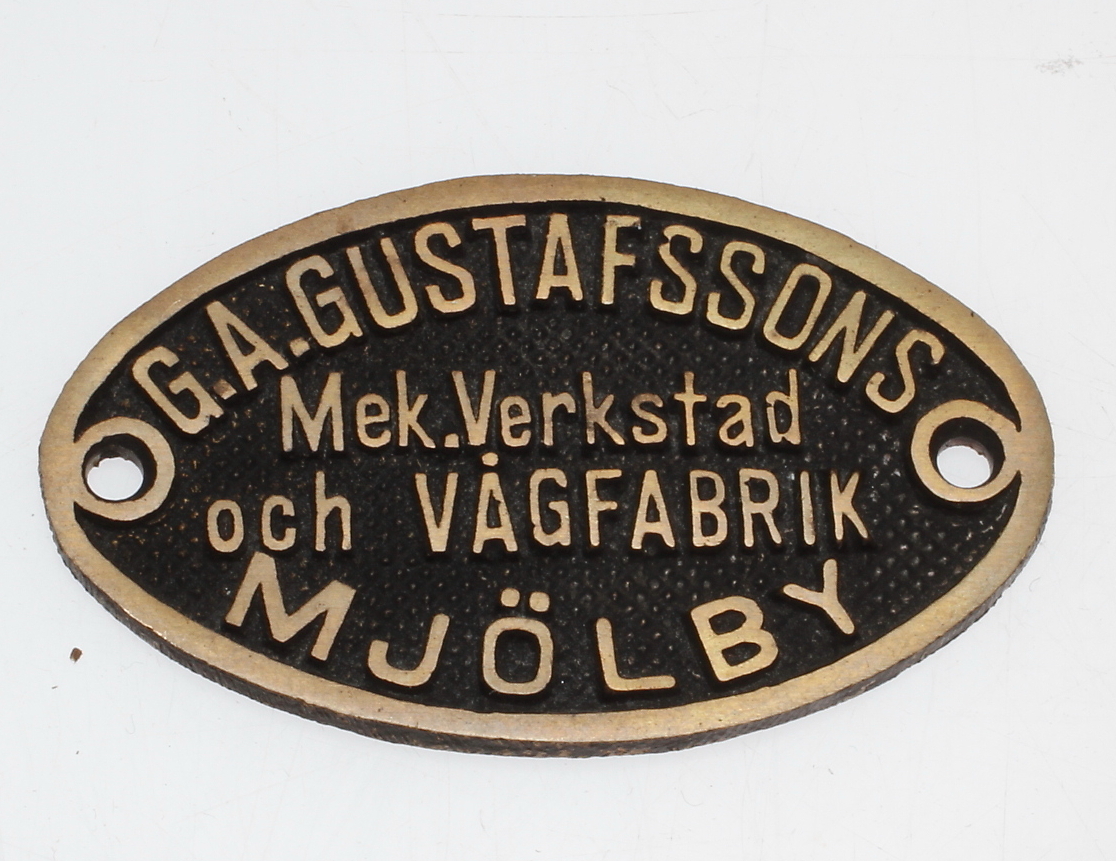 G.A.GUSTAFSSONS
Mek.Verkstad
och VÅGFABRIK
MJÖLBY